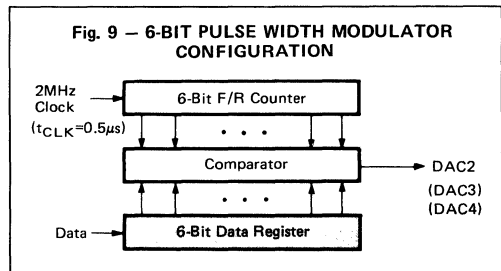 Fig. 9 – 6-BIT PULSE WIDTH MODULATOR
CONFIGURATION
2MHz
Clock
(tCLK=0.5μs)
6-Bit F/R Counter
• • •
Comparator
DAC2
(DAC3)
(DAC4)
• • •
Data
6-Bit Data Register